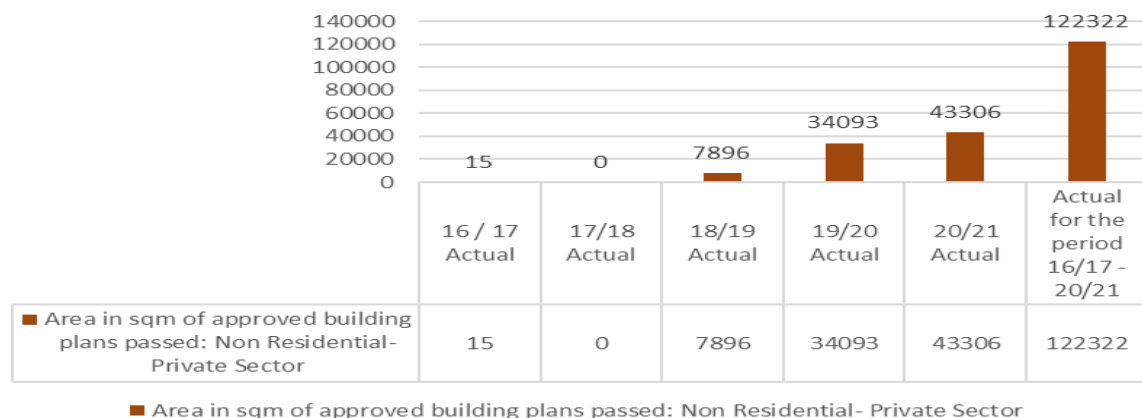 140000
120000
100000
80000
60000
40000
20000
0
15
0
7896
34093
43306
122322
16 / 17 Actual
17/18 Actual
18/19 Actual
19/20 Actual
20/21 Actual
Actual for the period 16/17 - 20/21
Area in sqm of approved building
plans passed: Non Residential-
Private Sector
15 0 7896 34093 43306 122322
Area in sqm of approved building plans passed: Non Residential- Private Sector